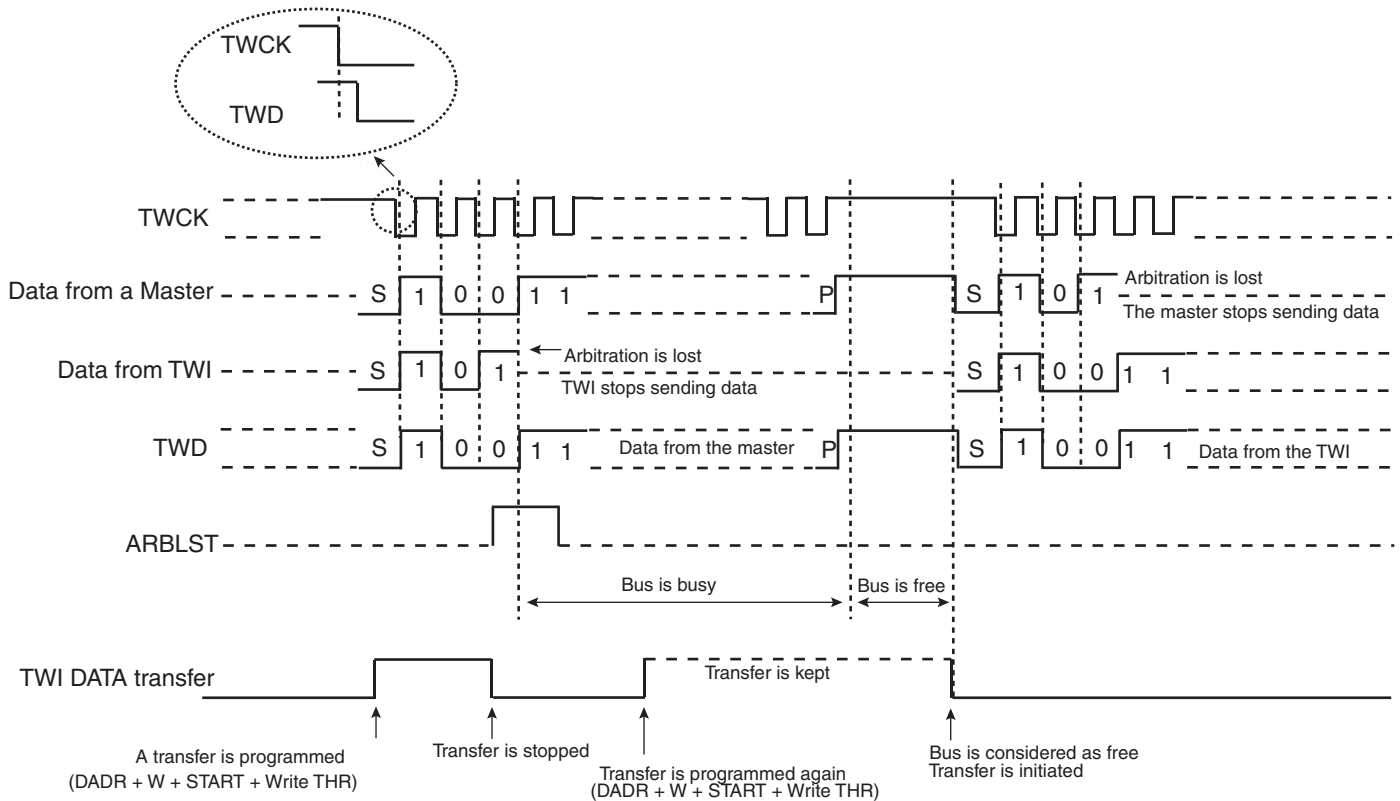 TWCK
TWD
TWCK
Data from a Master S 1 0 0 1 1 P S 1 0 1 Arbitration is lost
The master stops sending data
Data from TWI S 1 0 1 Arbitration is lost S 1 0 0 1 1
TWI stops sending data
TWD S 1 0 0 1 1 Data from the master P S 1 0 0 1 1 Data from the TWI
ARBLST
Bus is busy Bus is free
TWI DATA transfer Transfer is kept
A transfer is programmed
(DADR + W + START + Write THR)
Transfer is stopped
Transfer is programmed again
(DADR + W + START + Write THR)
Bus is considered as free
Transfer is initiated